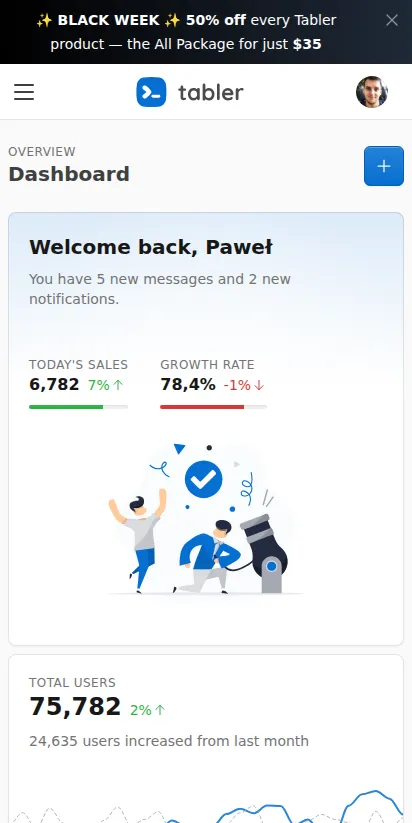 ✨ BLACK WEEK ✨ 50% off every Tabler
product — the All Package for just $35
tabler
OVERVIEW
Dashboard
Welcome back, Paweł
You have 5 new messages and 2 new
notifications.
TODAY'S SALES
6,782 7%
GROWTH RATE
78,4% -1%
TOTAL USERS
75,782 2%
24,635 users increased from last month